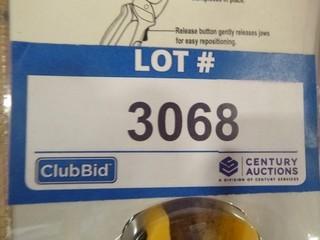 Release button gently releases jaws
for easy repositioning.
LOT #
3068
ClubBid
CENTURY
AUCTIONS
A DIVISION OF CENTURY SERVICES